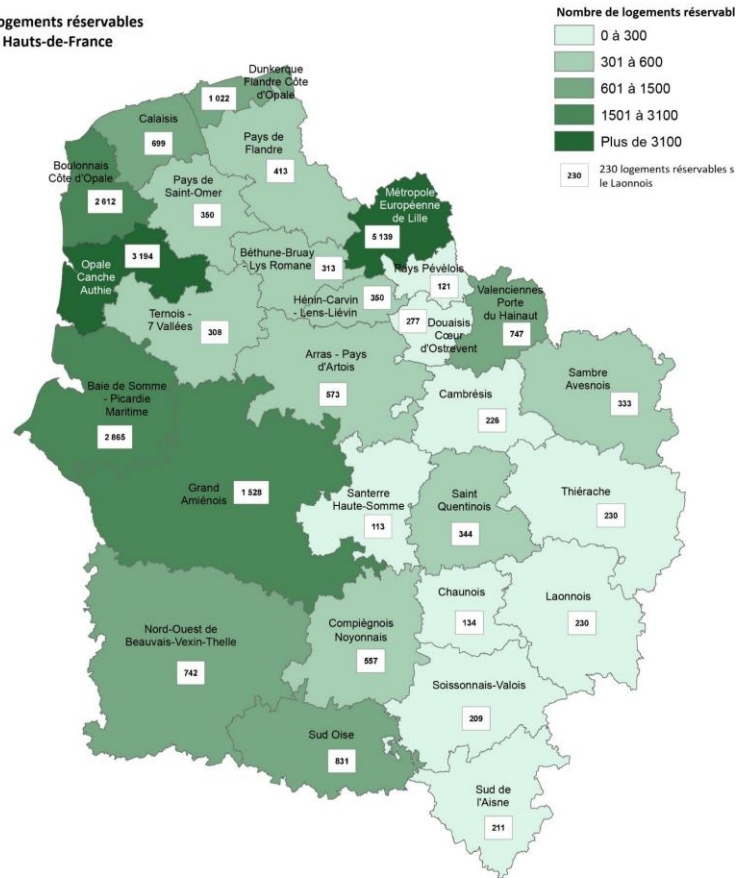 ogements réservables
Hauts-de-France
Nombre de logements réservabl
0 à 300
301 à 600
601 à 1500
1501 à 3100
Plus de 3100
230
230 logements réservables s
le Laonnois
Dunkerque
Flandre Côte
d'Opale
1 022
Calaisis
699
Pays de
Flandre
413
Boulonnais
Côte d'Opale
2 612
Pays de
Saint-Omer
350
Métropole
Européenne
de Lille
5 139
Opale
Canche
Authie
3 194
Béthune-Bruay
- Lys Romane
313
Pays Pévèlois
121
Ternois -
7 Vallées
308
Hénin-Carvin
- Lens-Liévin
350
277
Douaisis
Cœur
d'Ostrevent
Valenciennes
Porte
du Hainaut
747
Arras - Pays
d'Artois
573
Sambre
Avesnois
333
Cambrésis
226
Baie de Somme
- Picardie
Maritime
2 865
Grand
Amiénois
1 528
Santerre
Haute-Somme
113
Saint
Quentinois
344
Thiérache
230
Chaunois
134
Laonnois
230
Nord-Ouest de
Beauvais-Vexin-Thelle
742
Compiègnois
Noyonnais
557
Soissonnais-Valois
209
Sud Oise
831
Sud de
l'Aisne
211